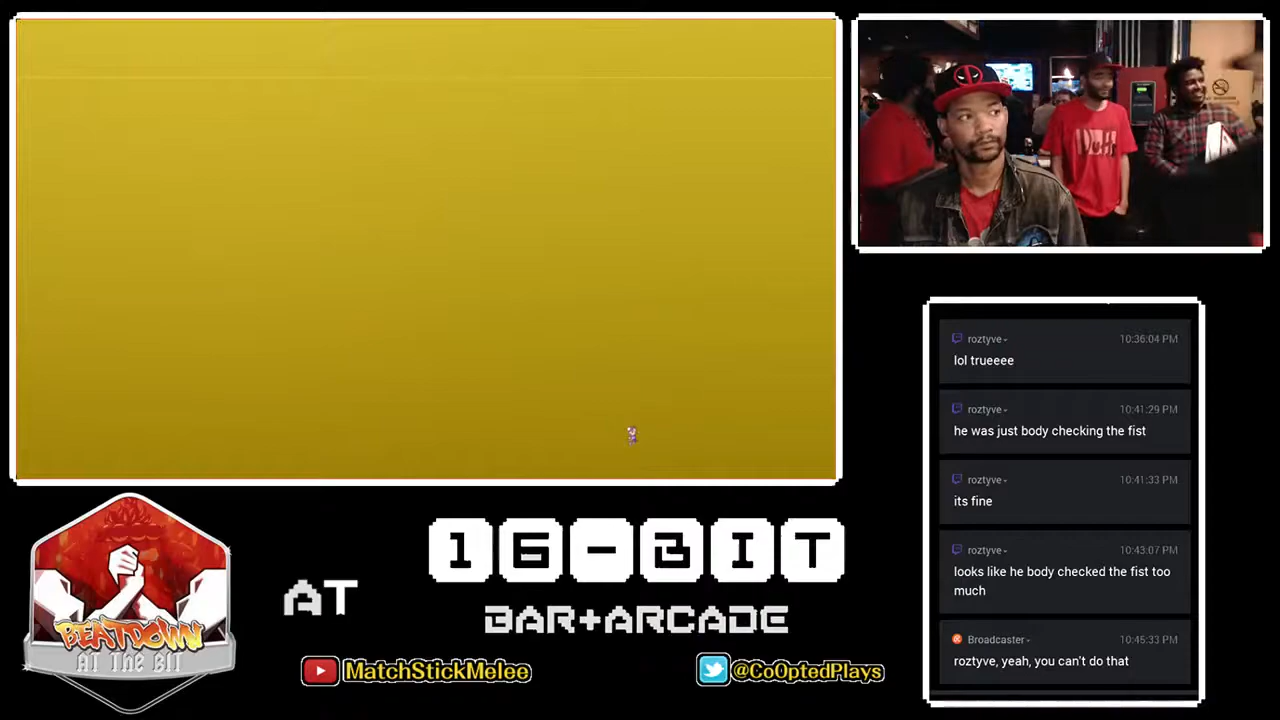 Duff
roztyve-
10:36:04 PM
lol trueeee
roztyve-
10:41:29 PM
he was just body checking the fist
roztyve-
10:41:33 PM
its fine
roztyve-
10:43:07 PM
looks like he body checked the fist too
much
Broadcaster-
10:45:33 PM
roztyve, yeah, you can't do that
BEATDOWN
AT THE BIT
AT
16-BIT
BAR+ARCADE
MatchStickMelee
@CoOptedPlays